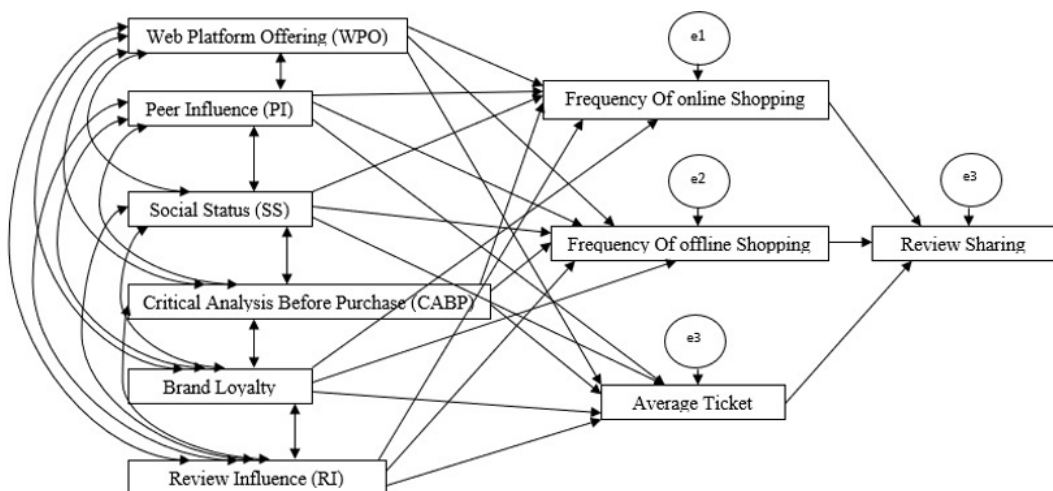 Web Platform Offering (WPO)
Peer Influence (PI)
Social Status (SS)
Critical Analysis Before Purchase (CABP)
Brand Loyalty
Review Influence (RI)
e1
Frequency Of online Shopping
e2
Frequency Of offline Shopping
e3
Average Ticket
e3
Review Sharing